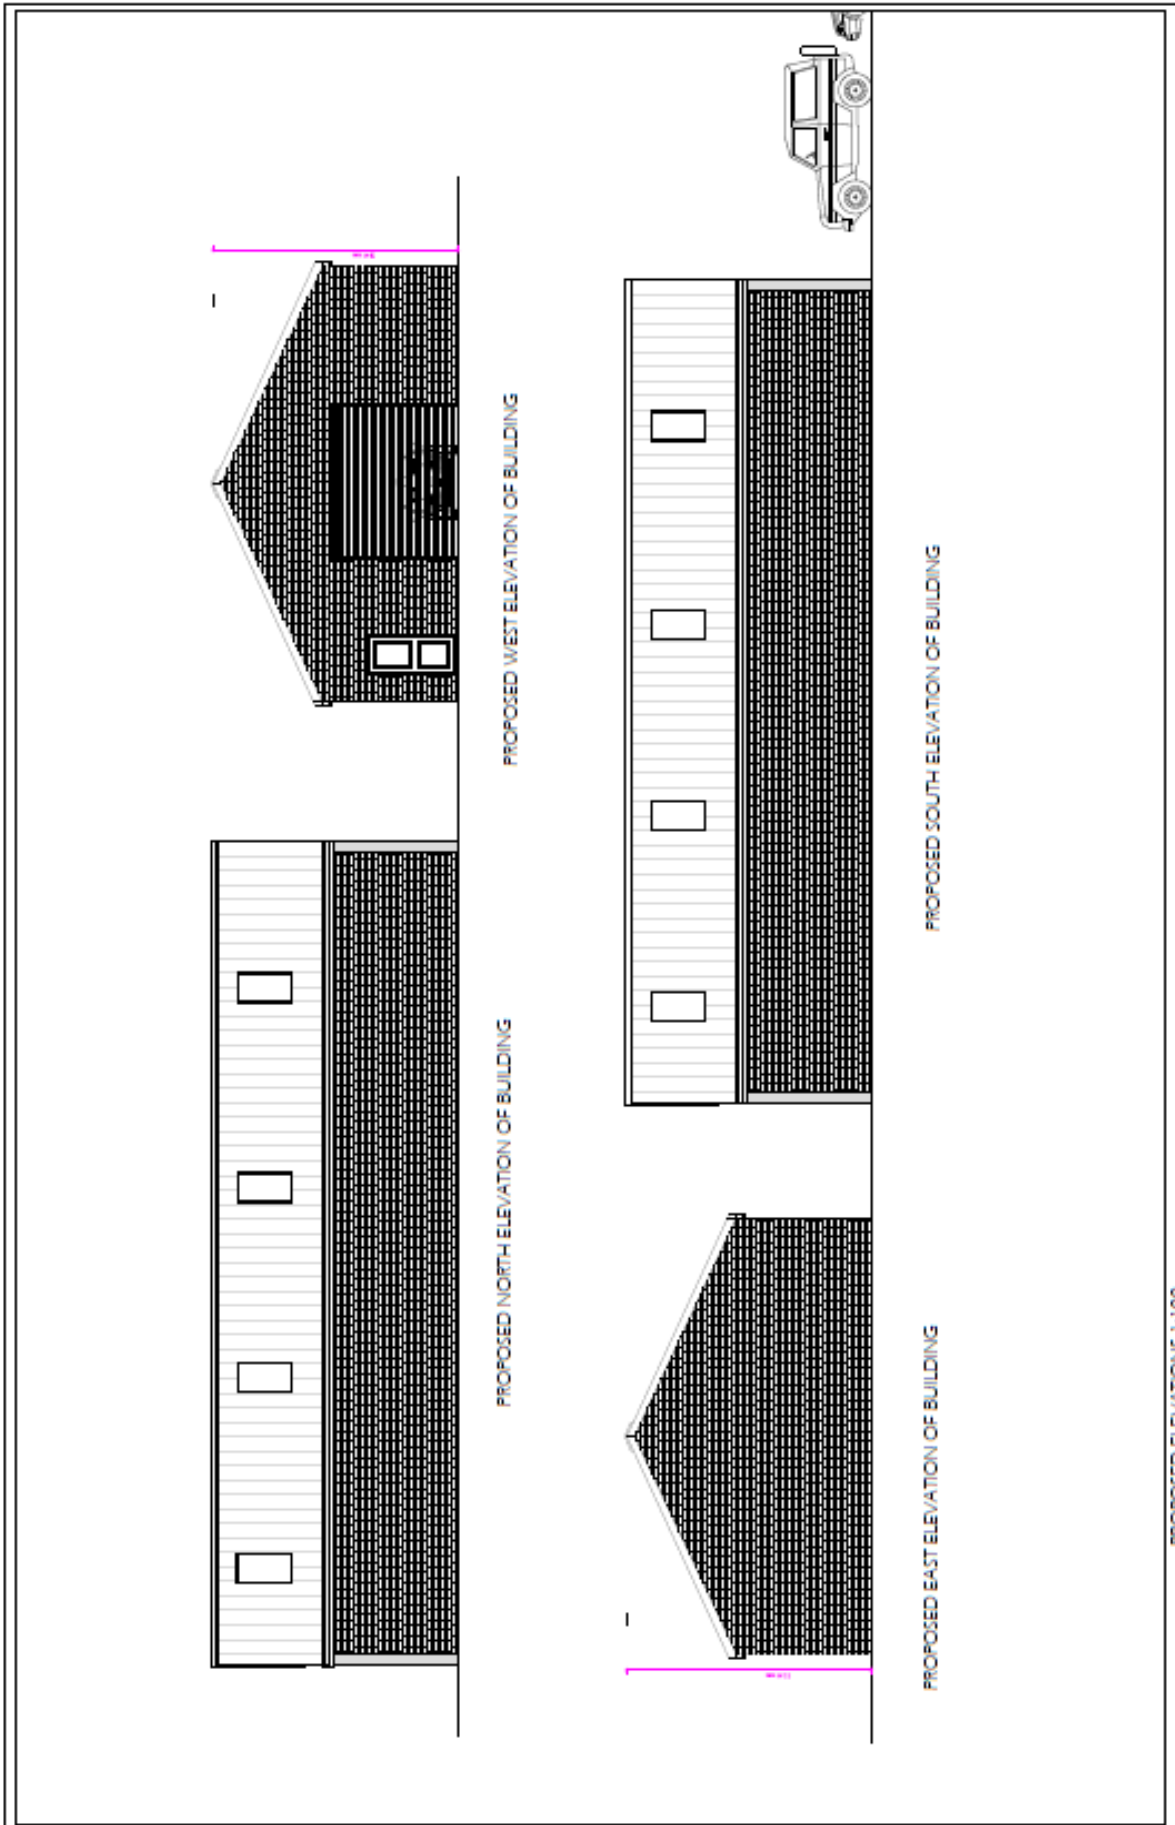 PROPOSED NORTH ELEVATION OF BUILDING
PROPOSED WEST ELEVATION OF BUILDING
PROPOSED EAST ELEVATION OF BUILDING
PROPOSED SOUTH ELEVATION OF BUILDING